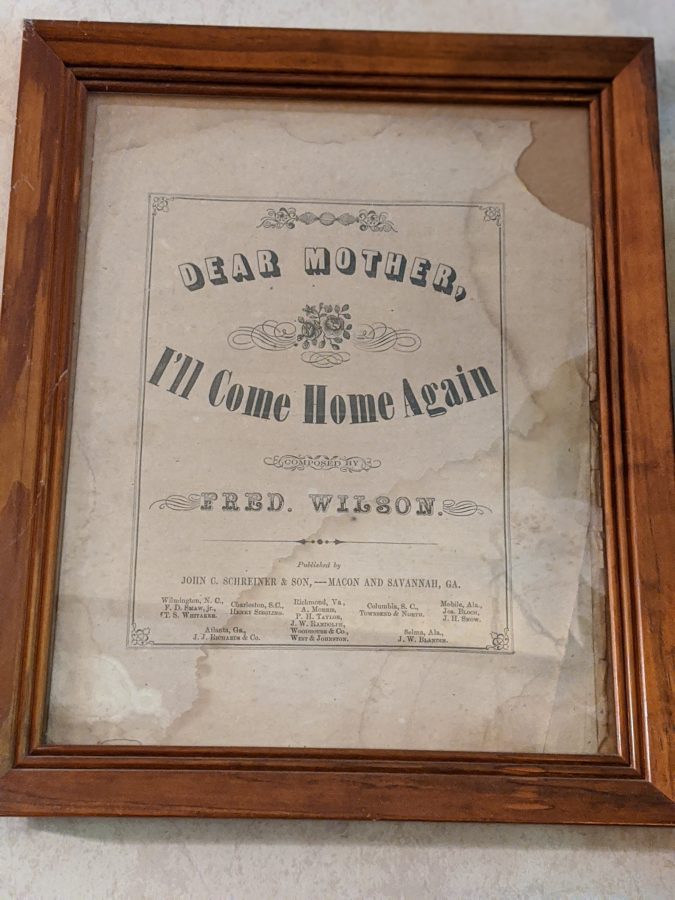 DEAR MOTHER,
I'll Come Home Again
COMPOSED BY
FRED. WILSON.
Published by
JOHN C. SCHREINER & SON,—MACON AND SAVANNAH, GA.
Wilmington, N. C.,
F. D. SMAW, jr.,
T. S. WHITAKER.
Charleston, S.C.,
HENRY SIEGLING.
Richmond, Va.,
A. MORRIS,
P. H. TAYLOR,
J. W. RANDOLPH,
WOODHOUSE & Co.,
WEST & JOHNSTON.
Columbia, S. C.,
TOWNSEND & NORTH.
Mobile, Ala.,
JOS. BLOCH,
J. H. SNOW.
Atlanta, Ga.,
J. J. RICHARDS & Co.
Selma, Ala.,
J. W. BLANDIN.